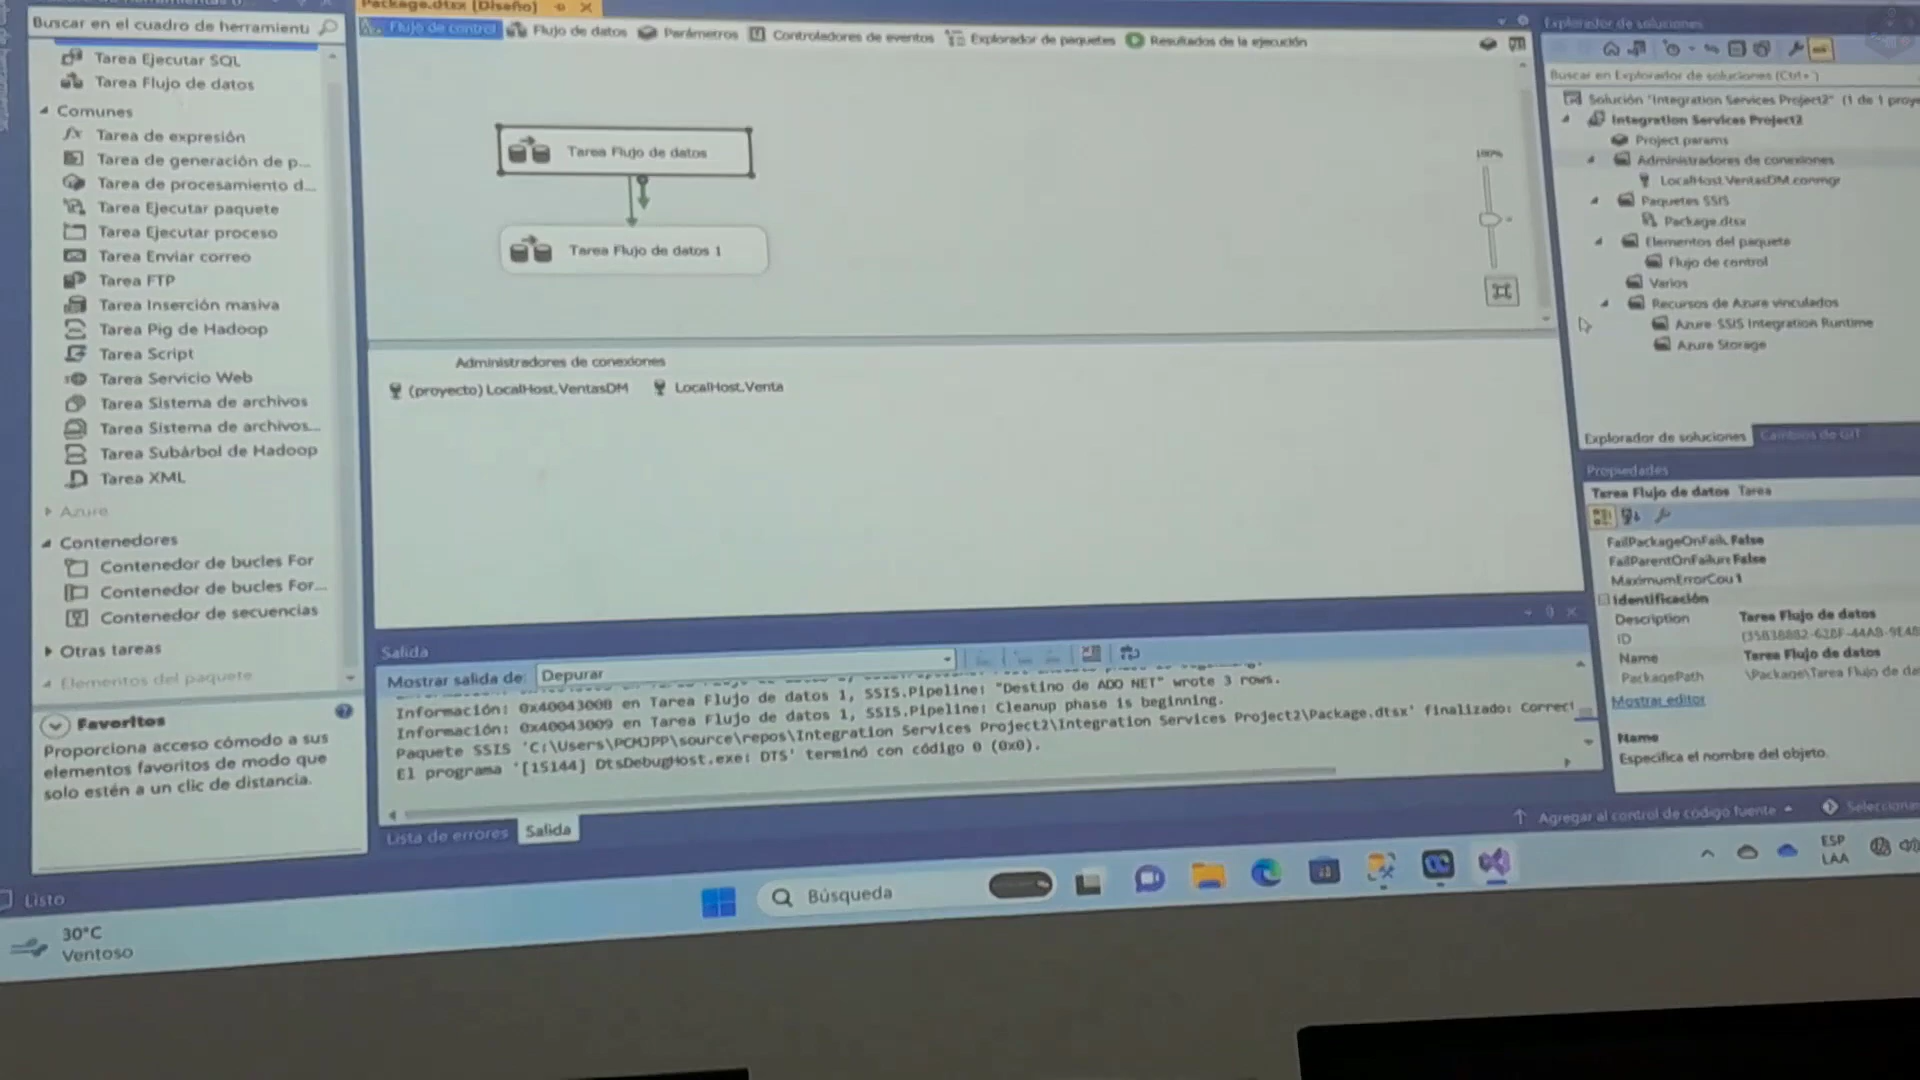 Package.dtsx [Diseño]
Buscar en el cuadro de herramientu
Tarea Ejecutar SQL
Tarea Flujo de datos
Comunes
Tarea de expresión
Tarea de generación de p...
Tarea de procesamiento d...
Tarea Ejecutar paquete
Tarea Ejecutar proceso
Tarea Enviar correo
Tarea FTP
Tarea Inserción masiva
Tarea Pig de Hadoop
Tarea Script
Tarea Servicio Web
Tarea Sistema de archivos
Tarea Sistema de archivos...
Tarea Subárbol de Hadoop
Tarea XML
Azure
Contenedores
Contenedor de bucles For
Contenedor de bucles For...
Contenedor de secuencias
Otras tareas
Elementos del paquete
Favoritos
Proporciona acceso cómodo a sus
elementos favoritos de modo que
solo estén a un clic de distancia.
Flujo de control Flujo de datos Parámetros Controladores de eventos Explorador de paquetes Resultados de la ejecución
Tarea Flujo de datos
Tarea Flujo de datos 1
100%
Administradores de conexiones
(proyecto) LocalHost.VentasDM LocalHost.Venta
Salida
Mostrar salida de: Depurar
Información: 0x4004300B en Tarea Flujo de datos 1, SSIS.Pipeline: "Destino de ADO NET" wrote 3 rows.
Información: 0x40043009 en Tarea Flujo de datos 1, SSIS.Pipeline: Cleanup phase is beginning.
Paquete SSIS 'C:\Users\PCMJPP\source\repos\Integration Services Project2\Integration Services Project2\Package.dtsx' finalizado: Correct
El programa '[15144] DtsDebugHost.exe: DTS' terminó con código 0 (0x0).
Lista de errores Salida
Explorador de soluciones
Buscar en Explorador de soluciones (Ctrl+ )
Solución "Integration Services Project2" (1 de 1 proye
Integration Services Project2
Project params
Administradores de conexiones
LocalHost.VentasDM.conmgr
Paquetes SSIS
Package.dtsx
Elementos del paquete
Flujo de control
Varios
Recursos de Azure vinculados
Azure-SSIS Integration Runtime
Azure Storage
Explorador de soluciones Cambios de GIT
Propiedades
Tarea Flujo de datos Tarea
FailPackageOnFail False
FailParentOnFailure False
MaximumErrorCou 1
Identificación
Description Tarea Flujo de datos
ID
Name Tarea Flujo de datos
PackagePath \Package\Tarea Flujo de da
Mostrar editor
Name
Especifica el nombre del objeto.
Agregar al control de código fuente Selecciona
Listo
30°C
Ventoso
Búsqueda
ESP
LAA